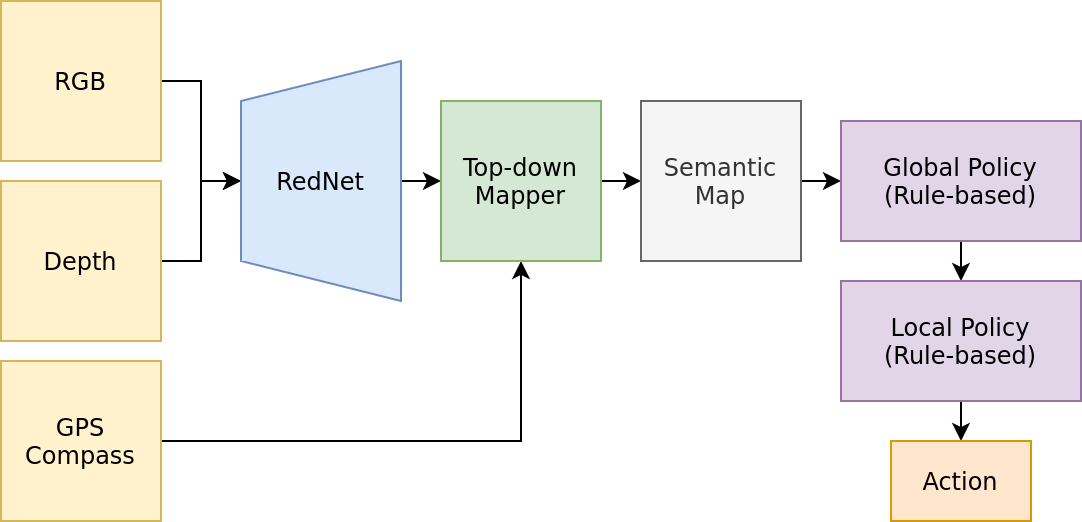 RGB
Depth
GPS
Compass
RedNet
Top-down
Mapper
Semantic
Map
Global Policy
(Rule-based)
Local Policy
(Rule-based)
Action